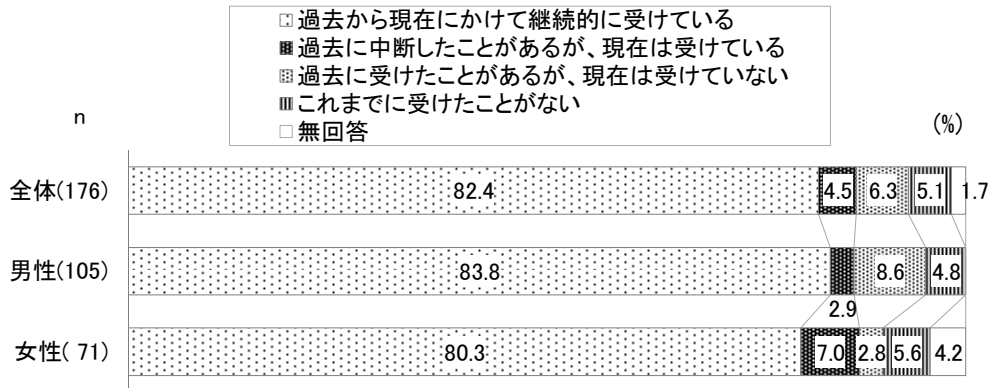 過去から現在にかけて継続的に受けている
過去に中断したことがあるが、現在は受けている
過去に受けたことがあるが、現在は受けていない
これまでに受けたことがない
無回答
n
(%)
全体(176) 82.4 4.5 6.3 5.1 1.7
男性(105) 83.8 8.6 4.8
2.9
女性( 71) 80.3 7.0 2.8 5.6 4.2